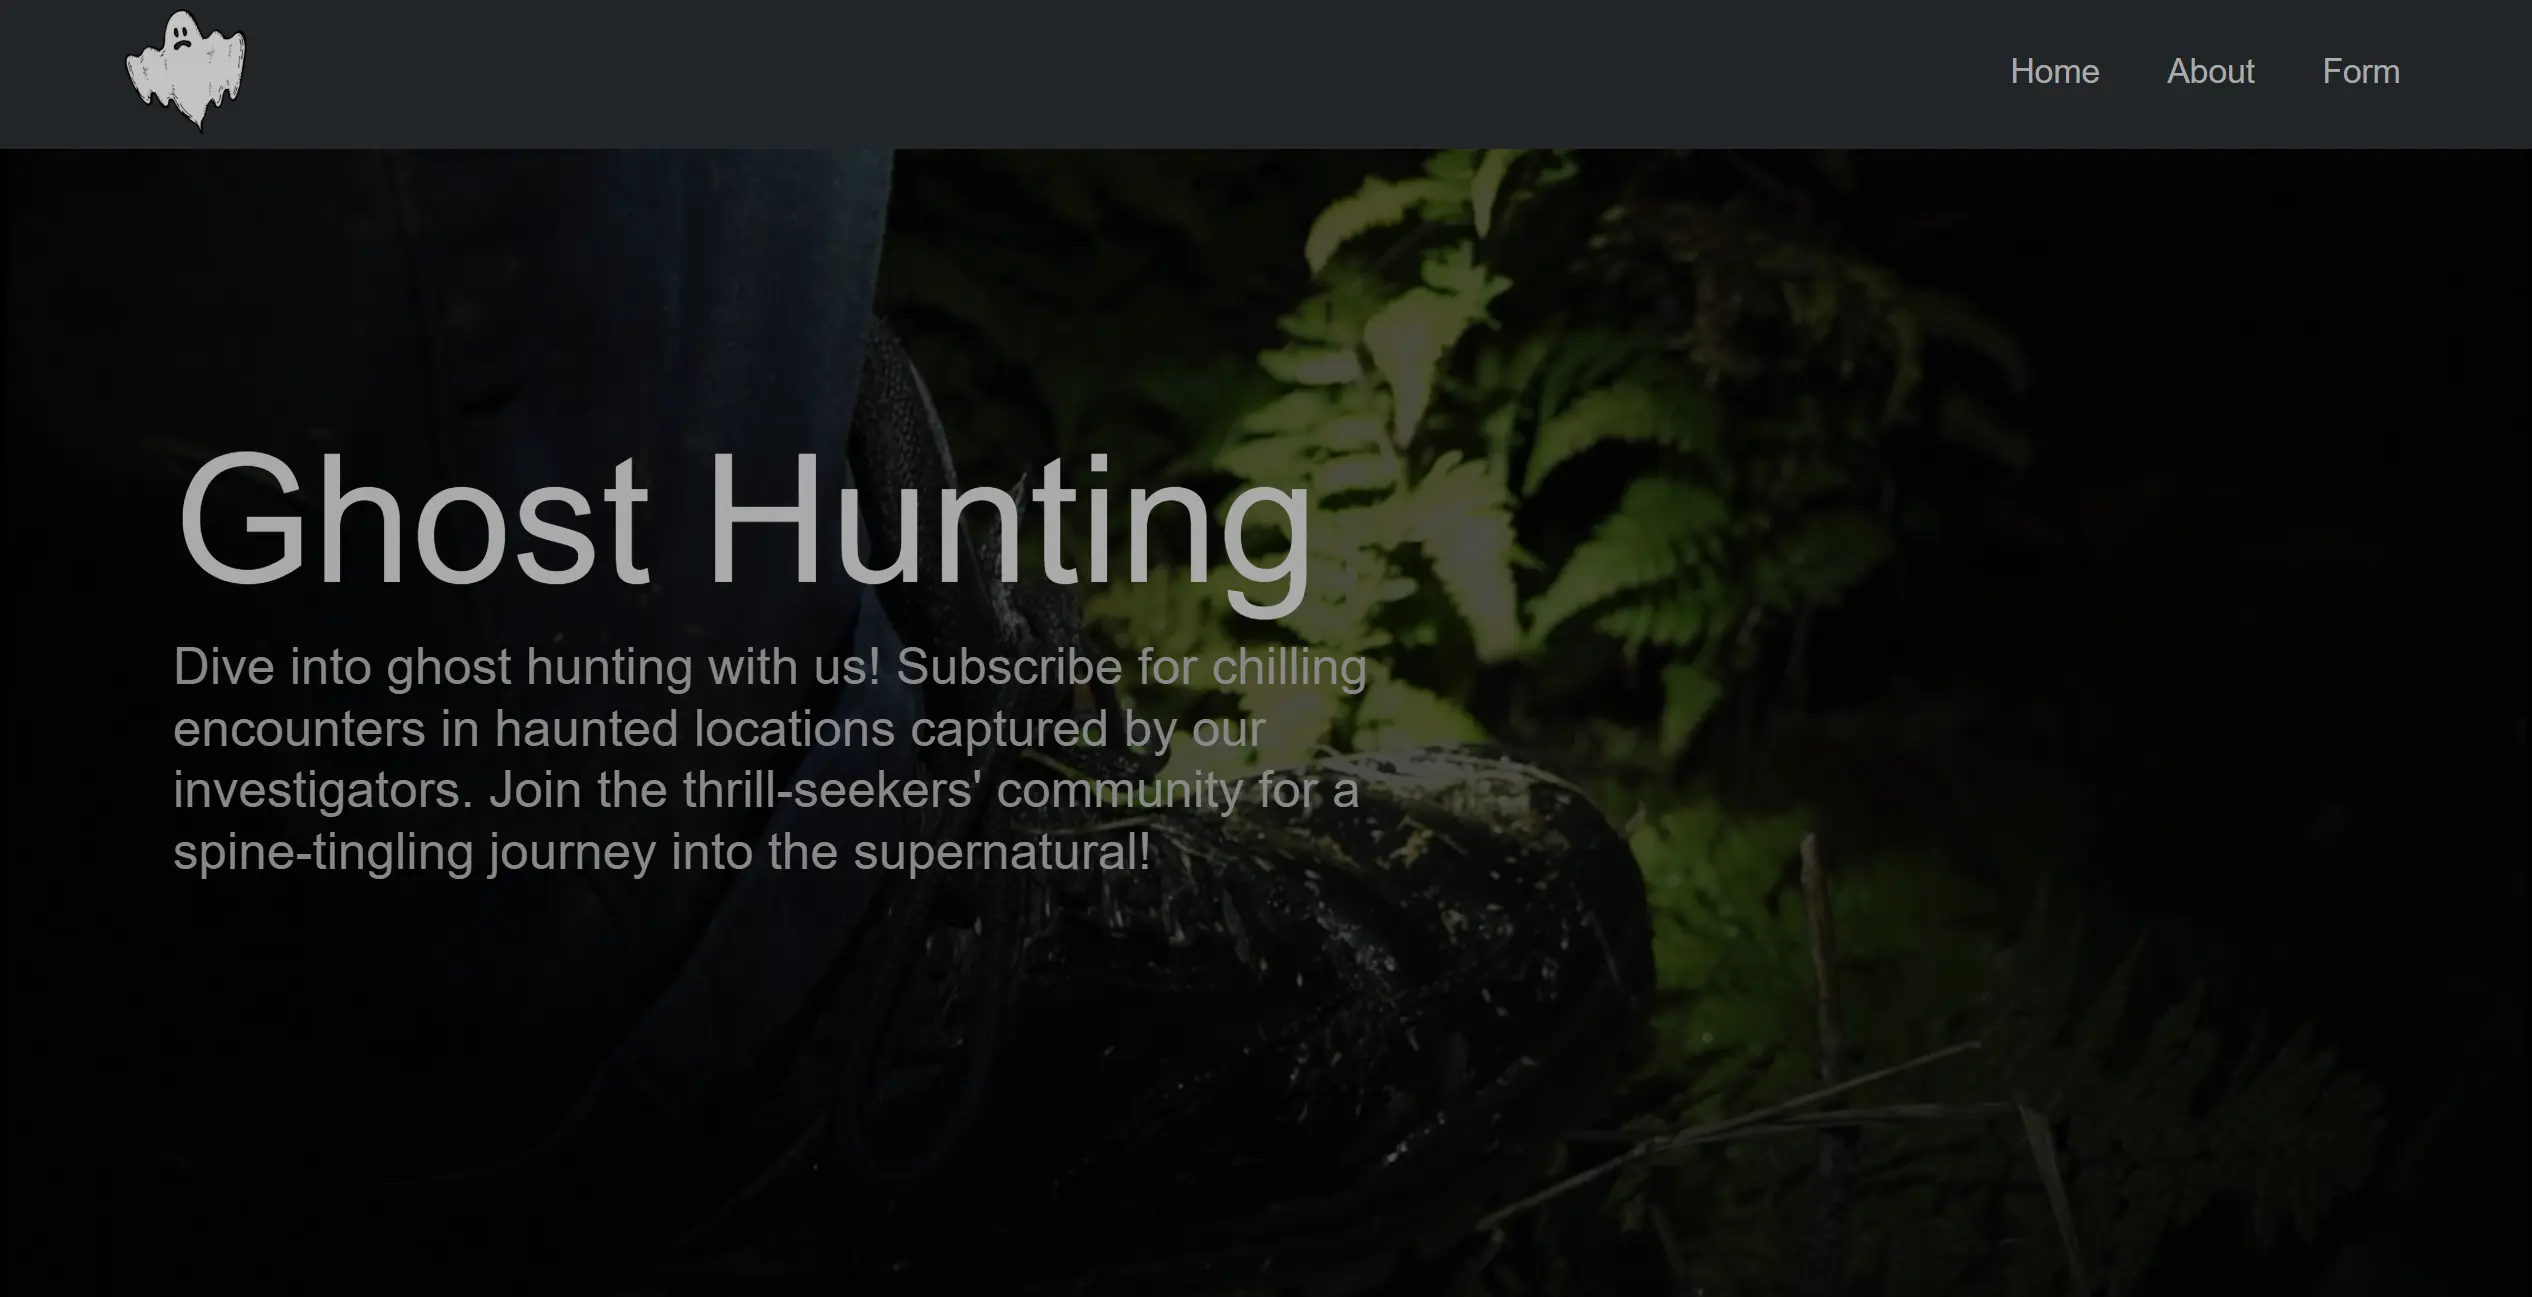 Home About Form
Ghost Hunting
Dive into ghost hunting with us! Subscribe for chilling
encounters in haunted locations captured by our
investigators. Join the thrill-seekers' community for a
spine-tingling journey into the supernatural!